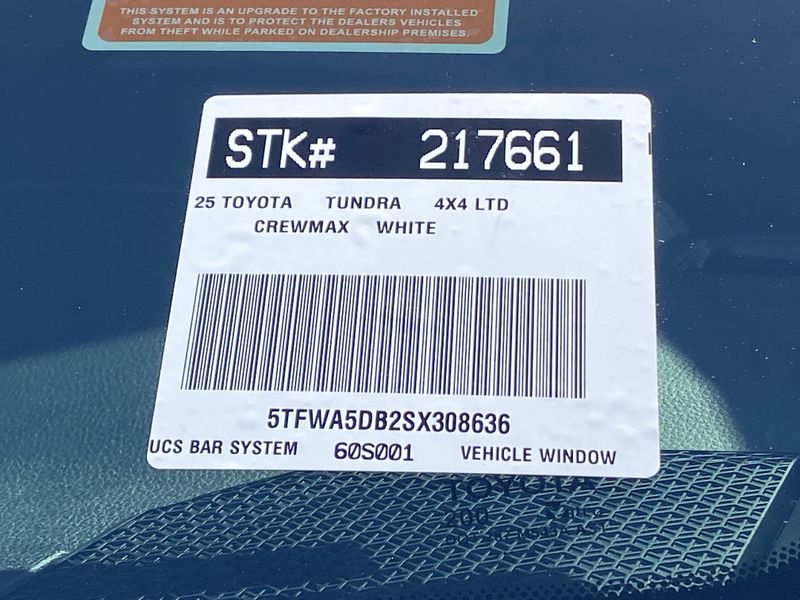 THIS SYSTEM IS AN UPGRADE TO THE FACTORY INSTALLED
SYSTEM AND IS TO PROTECT THE DEALERS VEHICLES
FROM THEFT WHILE PARKED ON DEALERSHIP PREMISES.
STK# 217661
25 TOYOTA TUNDRA 4X4 LTD
CREWMAX WHITE
5TFWA5DB2SX308636
UCS BAR SYSTEM 60S001 VEHICLE WINDOW
TOYOTA